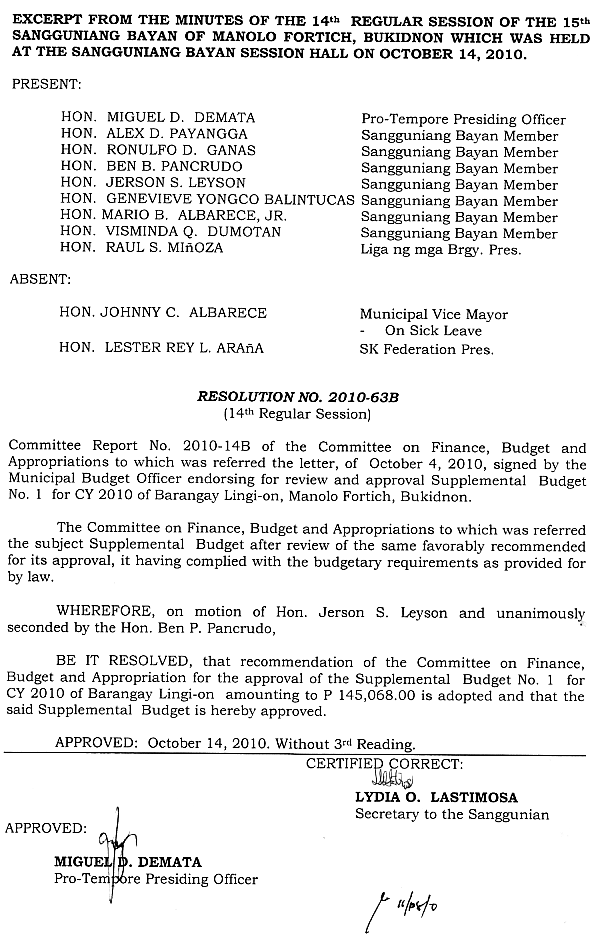 EXCERPT FROM THE MINUTES OF THE 14th REGULAR SESSION OF THE 15th
SANGGUNIANG BAYAN OF MANOLO FORTICH, BUKIDNON WHICH WAS HELD
AT THE SANGGUNIANG BAYAN SESSION HALL ON OCTOBER 14, 2010.
PRESENT:
HON. MIGUEL D. DEMATA Pro-Tempore Presiding Officer
HON. ALEX D. PAYANGGA Sangguniang Bayan Member
HON. RONULFO D. GANAS Sangguniang Bayan Member
HON. BEN B. PANCRUDO Sangguniang Bayan Member
HON. JERSON S. LEYSON Sangguniang Bayan Member
HON. GENEVIEVE YONGCO BALINTUCAS Sangguniang Bayan Member
HON. MARIO B. ALBARECE, JR. Sangguniang Bayan Member
HON. VISMINDA Q. DUMOTAN Sangguniang Bayan Member
HON. RAUL S. MIñOZA Liga ng mga Brgy. Pres.
ABSENT:
HON. JOHNNY C. ALBARECE Municipal Vice Mayor
- On Sick Leave
HON. LESTER REY L. ARAñA SK Federation Pres.
RESOLUTION NO. 2010-63B
(14th Regular Session)
Committee Report No. 2010-14B of the Committee on Finance, Budget and
Appropriations to which was referred the letter, of October 4, 2010, signed by the
Municipal Budget Officer endorsing for review and approval Supplemental Budget
No. 1 for CY 2010 of Barangay Lingi-on, Manolo Fortich, Bukidnon.
The Committee on Finance, Budget and Appropriations to which was referred
the subject Supplemental Budget after review of the same favorably recommended
for its approval, it having complied with the budgetary requirements as provided for
by law.
WHEREFORE, on motion of Hon. Jerson S. Leyson and unanimously
seconded by the Hon. Ben P. Pancrudo,
BE IT RESOLVED, that recommendation of the Committee on Finance,
Budget and Appropriation for the approval of the Supplemental Budget No. 1 for
CY 2010 of Barangay Lingi-on amounting to P 145,068.00 is adopted and that the
said Supplemental Budget is hereby approved.
APPROVED: October 14, 2010. Without 3rd Reading.
CERTIFIED CORRECT:
LYDIA O. LASTIMOSA
Secretary to the Sanggunian
APPROVED:
MIGUEL D. DEMATA
Pro-Tempore Presiding Officer